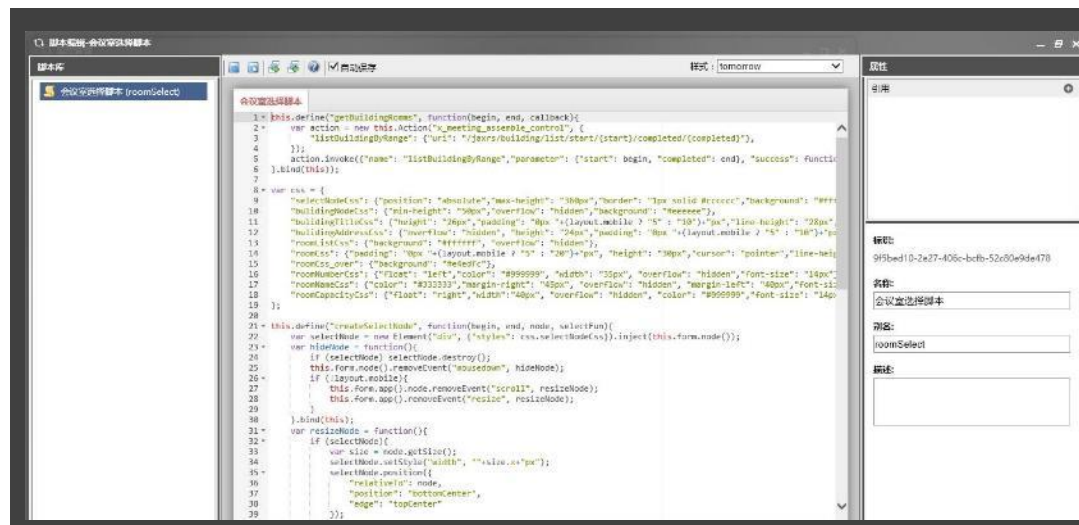 脚本编辑-会议室选择脚本
脚本库
会议室选择脚本 (roomSelect)
自动保存
样式: tomorrow
会议室选择脚本
1 this.define("getBuildingRooms", function(begin, end, callback){
2 var action = new this.Action("x_meeting_assemble_control", {
3 "listBuildingByRange": {"uri": "/jaxrs/building/list/start/{start}/completed/{completed}"},
4 });
5 action.invoke({"name": "listBuildingByRange","parameter": {"start": begin, "completed": end}, "success": functi
6 }.bind(this));
7
8 var css = {
9 "selectNodeCss": {"position": "absolute","max-height": "300px","border": "1px solid #cccccc","background": "#fff
10 "buildingNodeCss": {"min-height": "50px","overflow": "hidden","background": "#eeeeee"},
11 "buildingTitleCss": {"height": "26px","padding": "0px "+(layout.mobile ? "5" : "10")+"px","line-height": "28px"
12 "buildingAddressCss": {"overflow": "hidden", "height": "24px","padding": "0px "+(layout.mobile ? "5" : "10")+"p
13 "roomListCss": {"background": "#ffffff", "overflow": "hidden"},
14 "roomCss": {"padding": "0px "+(layout.mobile ? "5" : "20")+"px", "height": "30px","cursor": "pointer","line-hei
15 "roomCss_over": {"background": "#e4edfc"},
16 "roomNumberCss": {"float": "left","color": "#999999", "width": "35px", "overflow": "hidden","font-size": "14px"
17 "roomNameCss": {"color": "#333333","margin-right": "45px", "overflow": "hidden", "margin-left": "40px","font-si
18 "roomCapacityCss": {"float": "right","width":"40px", "overflow": "hidden", "color": "#999999","font-size": "14p
19 };
20
21 this.define("createSelectNode", function(begin, end, node, selectFun){
22 var selectNode = new Element("div", {"styles": css.selectNodeCss}).inject(this.form.node());
23 var hideNode = function(){
24 if (selectNode) selectNode.destroy();
25 this.form.node().removeEvent("mousedown", hideNode);
26 if (!layout.mobile){
27 this.form.app().node.removeEvent("scroll", resizeNode);
28 this.form.app().removeEvent("resize", resizeNode);
29 }
30 }.bind(this);
31 var resizeNode = function(){
32 if (selectNode){
33 var size = node.getSize();
34 selectNode.setStyle("width", ""+size.x+"px");
35 selectNode.position({
36 "relativeTo": node,
37 "position": "bottomCenter",
38 "edge": "topCenter"
39 });
属性
引用
标识:
9f5bed10-2e27-406c-bcfb-52c80e9de478
名称:
会议室选择脚本
别名:
roomSelect
描述: